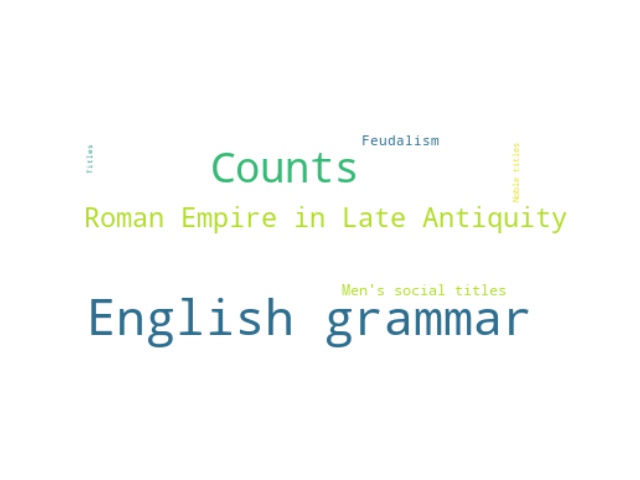 Feudalism
Titles
Counts
Noble titles
Roman Empire in Late Antiquity
Men's social titles
English grammar